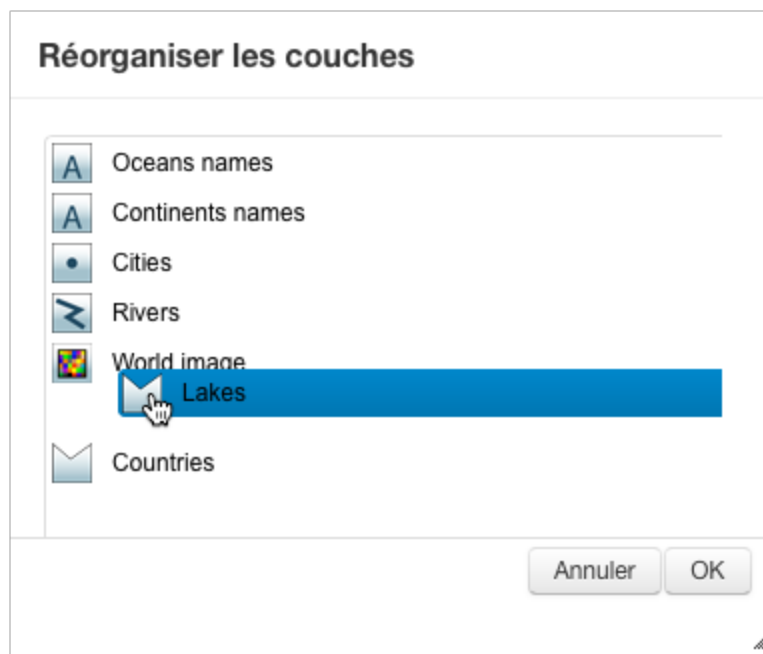 Réorganiser les couches
Oceans names
Continents names
Cities
Rivers
World image
Lakes
Countries
Annuler OK